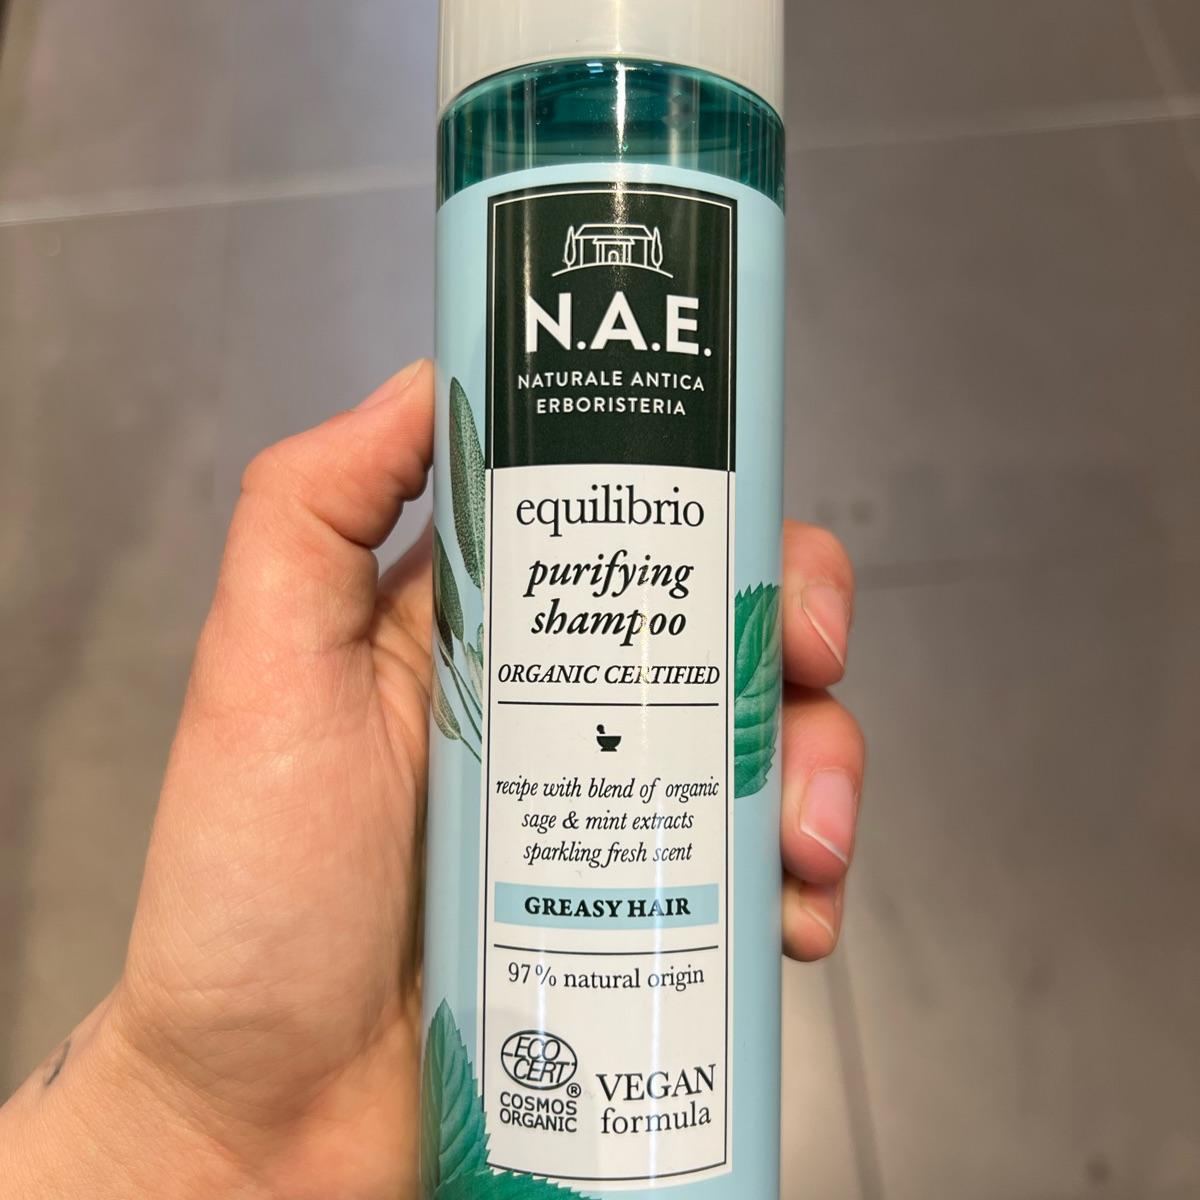 N.A.E.
NATURALE ANTICA
ERBORISTERIA
equilibrio
purifying
shampoo
ORGANIC CERTIFIED
recipe with blend of organic
sage & mint extracts
sparkling fresh scent
GREASY HAIR
97% natural origin
ECO
CERT®
COSMOS
ORGANIC
VEGAN
formula